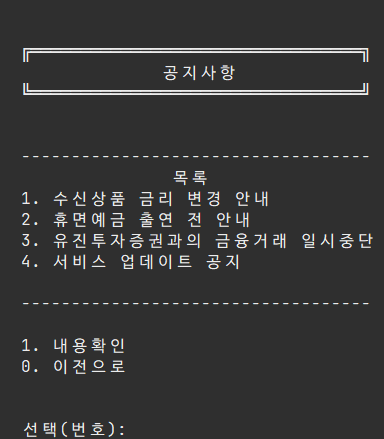 공지사항
-----------------------------------
목록
1. 수신상품 금리 변경 안내
2. 휴면예금 출연 전 안내
3. 유진투자증권과의 금융거래 일시중단
4. 서비스 업데이트 공지
-----------------------------------
1. 내용확인
0. 이전으로
선택(번호):